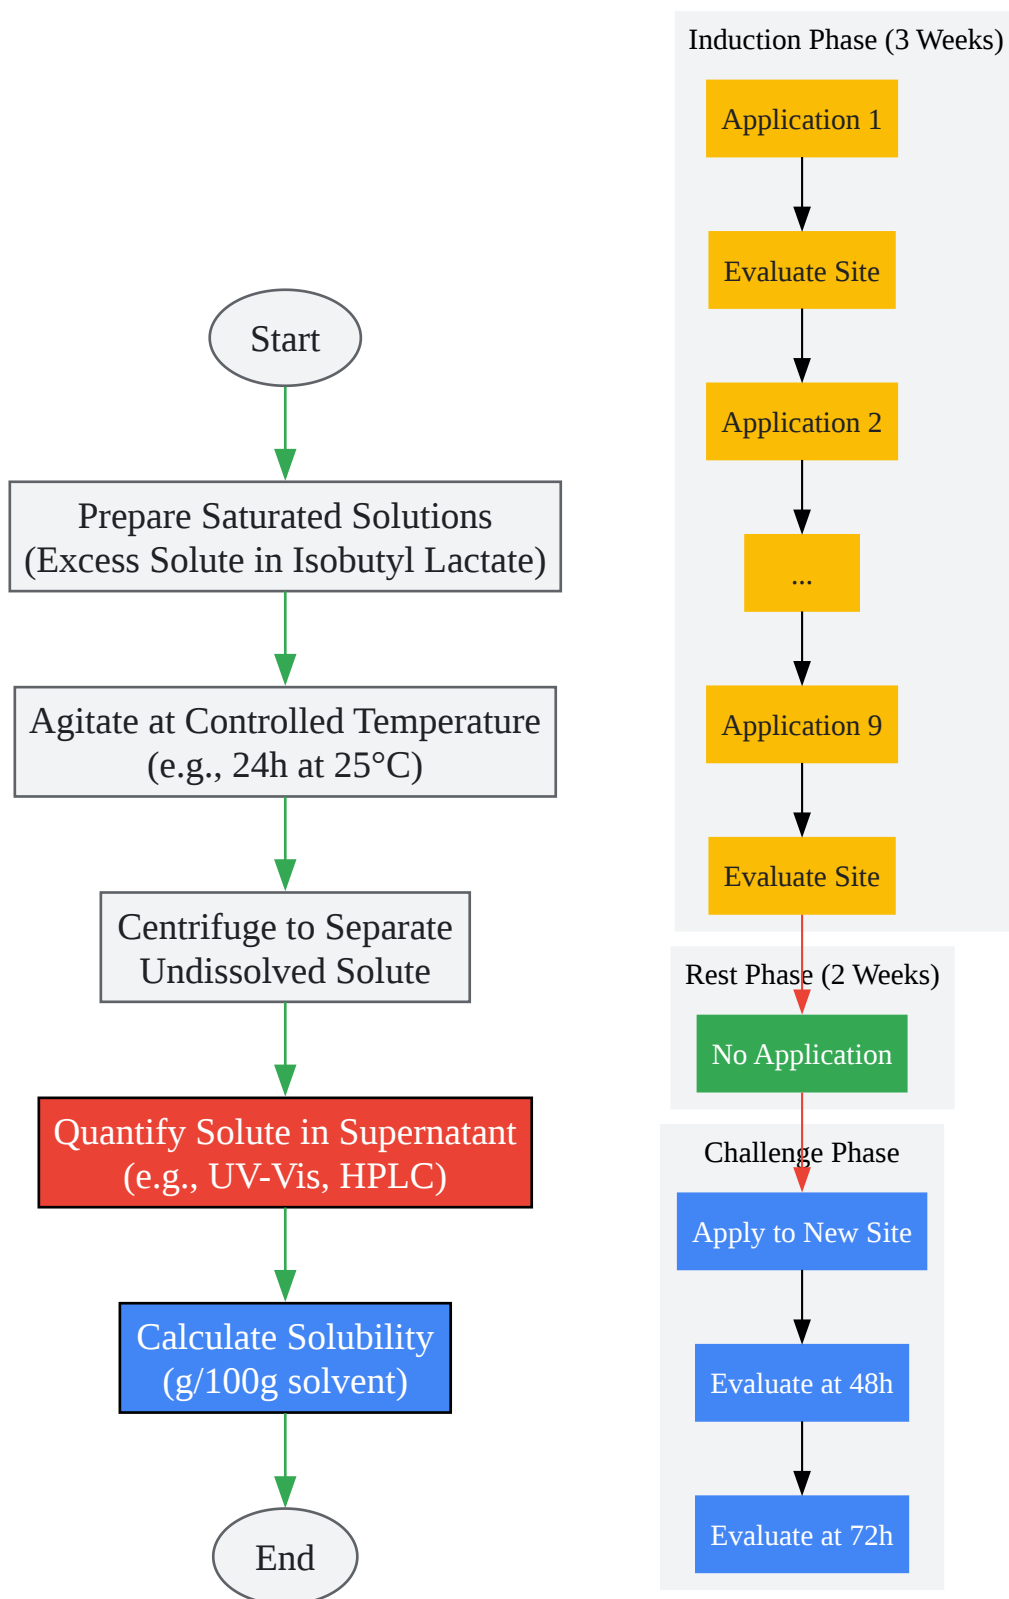 Start
Prepare Saturated Solutions
(Excess Solute in Isobutyl Lactate)
Agitate at Controlled Temperature
(e.g., 24h at 25°C)
Centrifuge to Separate
Undissolved Solute
Quantify Solute in Supernatant
(e.g., UV-Vis, HPLC)
Calculate Solubility
(g/100g solvent)
End
Induction Phase (3 Weeks)
Application 1
Evaluate Site
Application 2
...
Application 9
Evaluate Site
Rest Phase (2 Weeks)
No Application
Challenge Phase
Apply to New Site
Evaluate at 48h
Evaluate at 72h